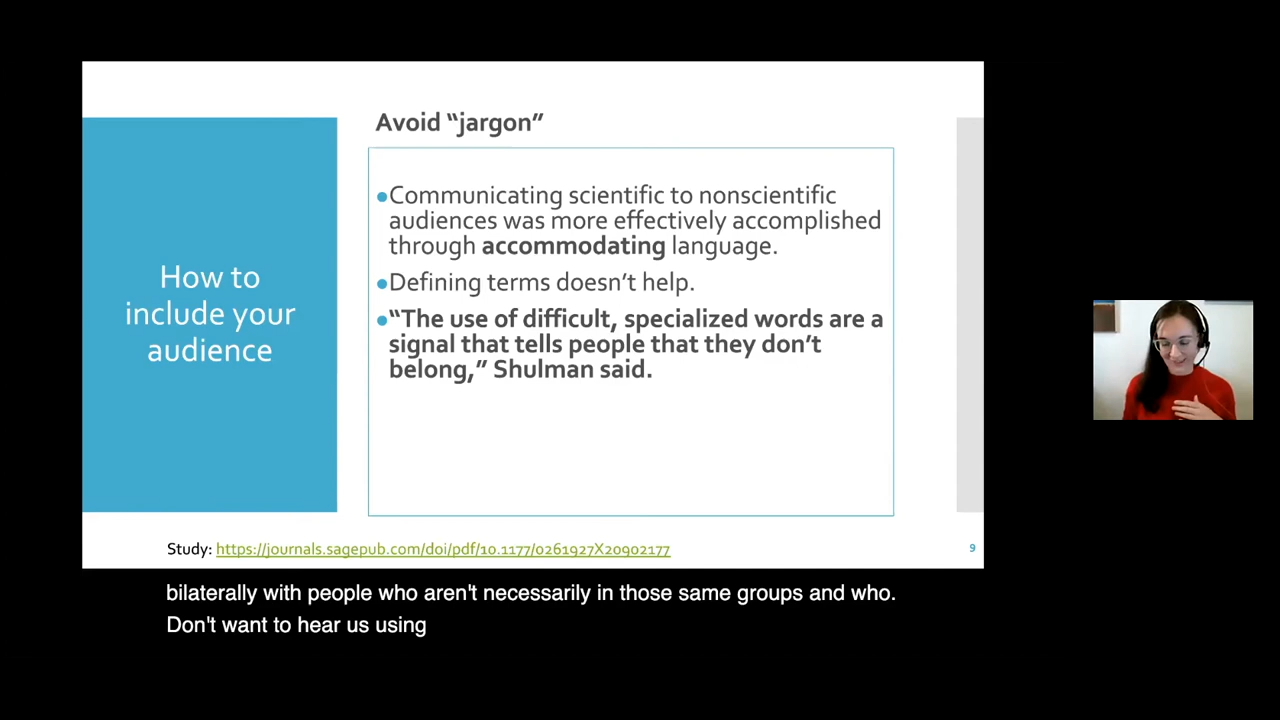 Avoid “jargon”
How to
include your
audience
●Communicating scientific to nonscientific
audiences was more effectively accomplished
through accommodating language.
●Defining terms doesn’t help.
●“The use of difficult, specialized words are a
signal that tells people that they don’t
belong,” Shulman said.
Study: https://journals.sagepub.com/doi/pdf/10.1177/0261927X20902177
9
bilaterally with people who aren't necessarily in those same groups and who.
Don't want to hear us using